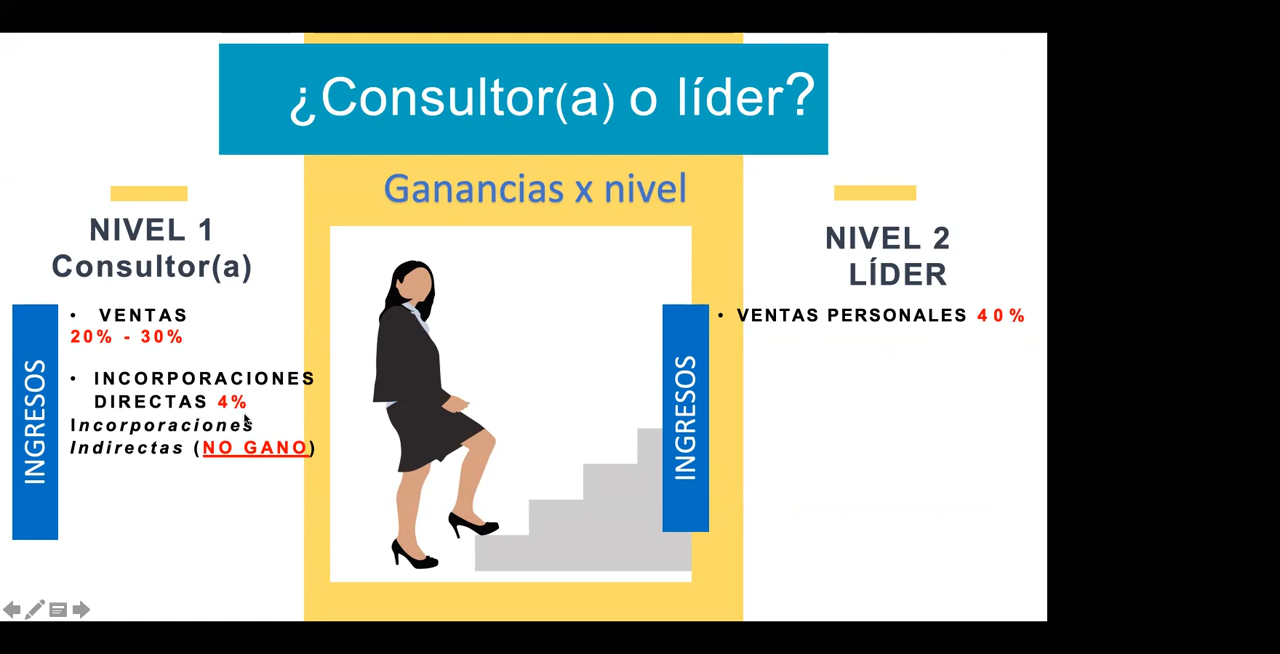 ¿Consultor(a) o líder?
Ganancias x nivel
NIVEL 1
Consultor(a)
INGRESOS
• VENTAS
20% - 30%
• INCORPORACIONES
DIRECTAS 4%
Incorporaciones
Indirectas (NO GANO)
NIVEL 2
LÍDER
INGRESOS
• VENTAS PERSONALES 40%